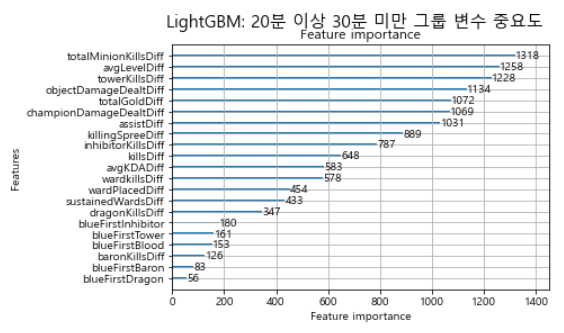 LightGBM: 20분 이상 30분 미만 그룹 변수 중요도
Feature importance
totalMinionKillsDiff 1318
avgLevelDiff 1258
towerKillsDiff 1228
objectDamageDealtDiff 1134
totalGoldDiff 1072
championDamageDealtDiff 1069
assistDiff 1031
killingSpreeDiff 889
inhibitorKillsDiff 787
killsDiff 648
avgKDADiff 583
wardkillsDiff 578
wardPlacedDiff 454
sustainedWardsDiff 433
dragonKillsDiff 347
blueFirstInhibitor 180
blueFirstTower 161
blueFirstBlood 153
baronKillsDiff 126
blueFirstBaron 83
blueFirstDragon 56
Features
0 200 400 600 800 1000 1200 1400
Feature importance